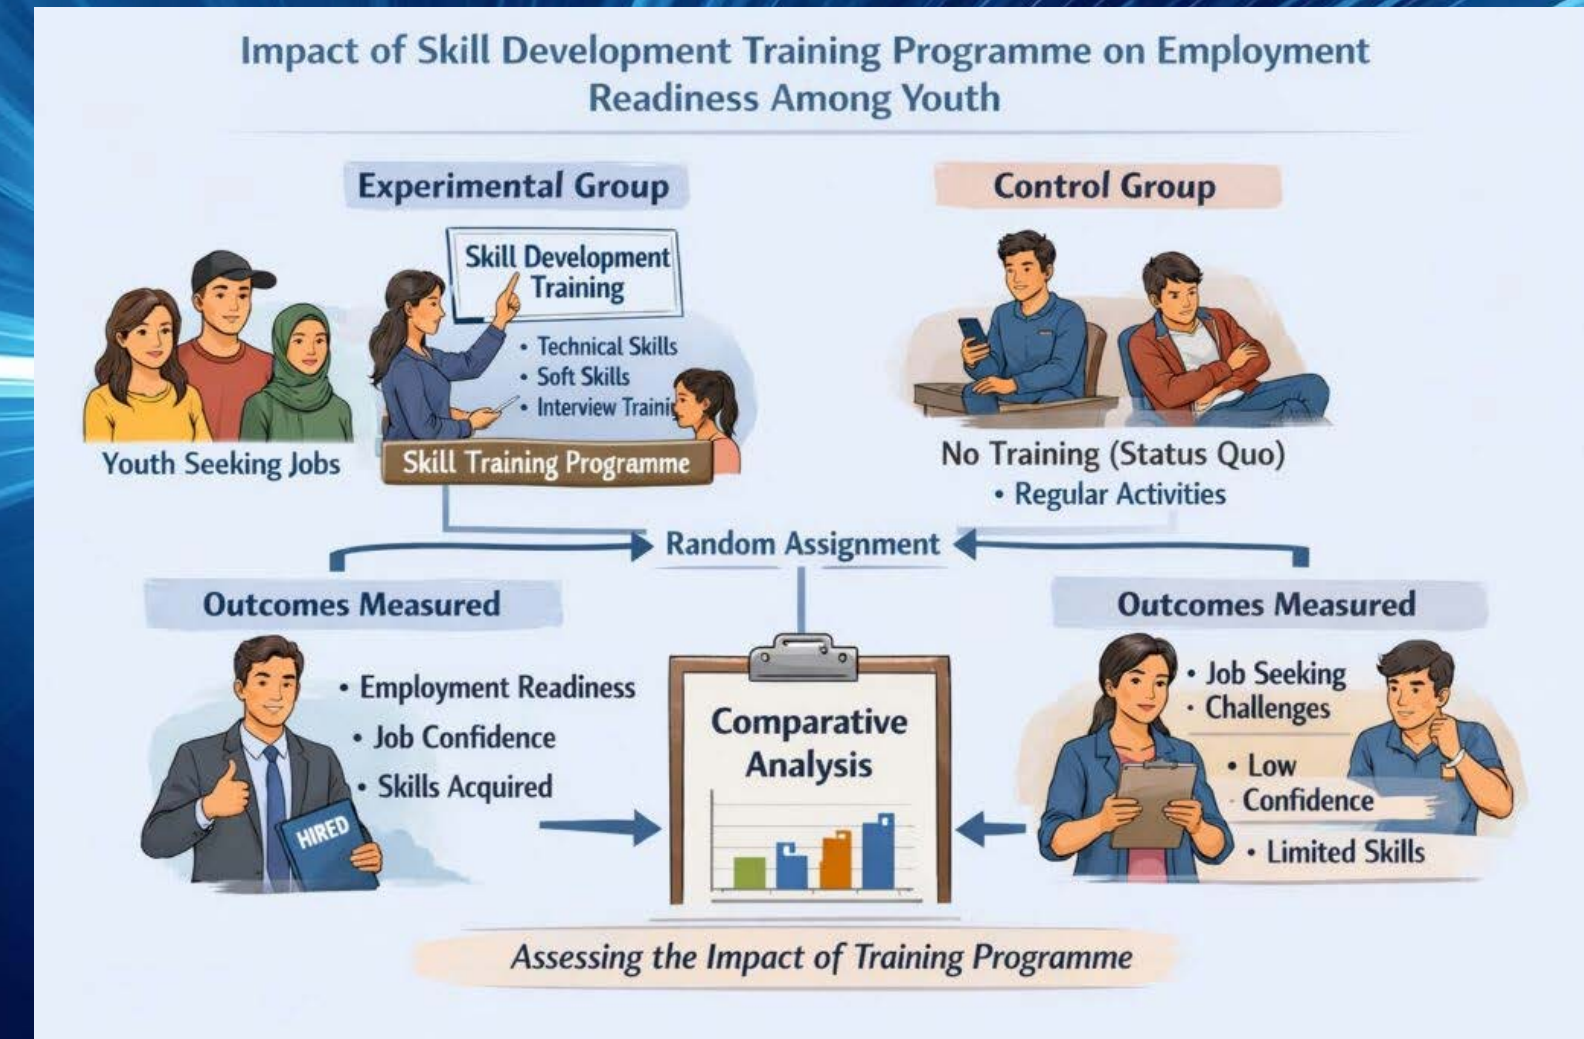 Impact of Skill Development Training Programme on Employment
Readiness Among Youth
Experimental Group
Skill Development
Training
• Technical Skills
• Soft Skills
• Interview Traini
Youth Seeking Jobs
Skill Training Programme
Control Group
No Training (Status Quo)
• Regular Activities
Random Assignment
Outcomes Measured
• Employment Readiness
• Job Confidence
• Skills Acquired
HIRED
Comparative
Analysis
Outcomes Measured
• Job Seeking
· Challenges
• Low
· Confidence
• Limited Skills
Assessing the Impact of Training Programme